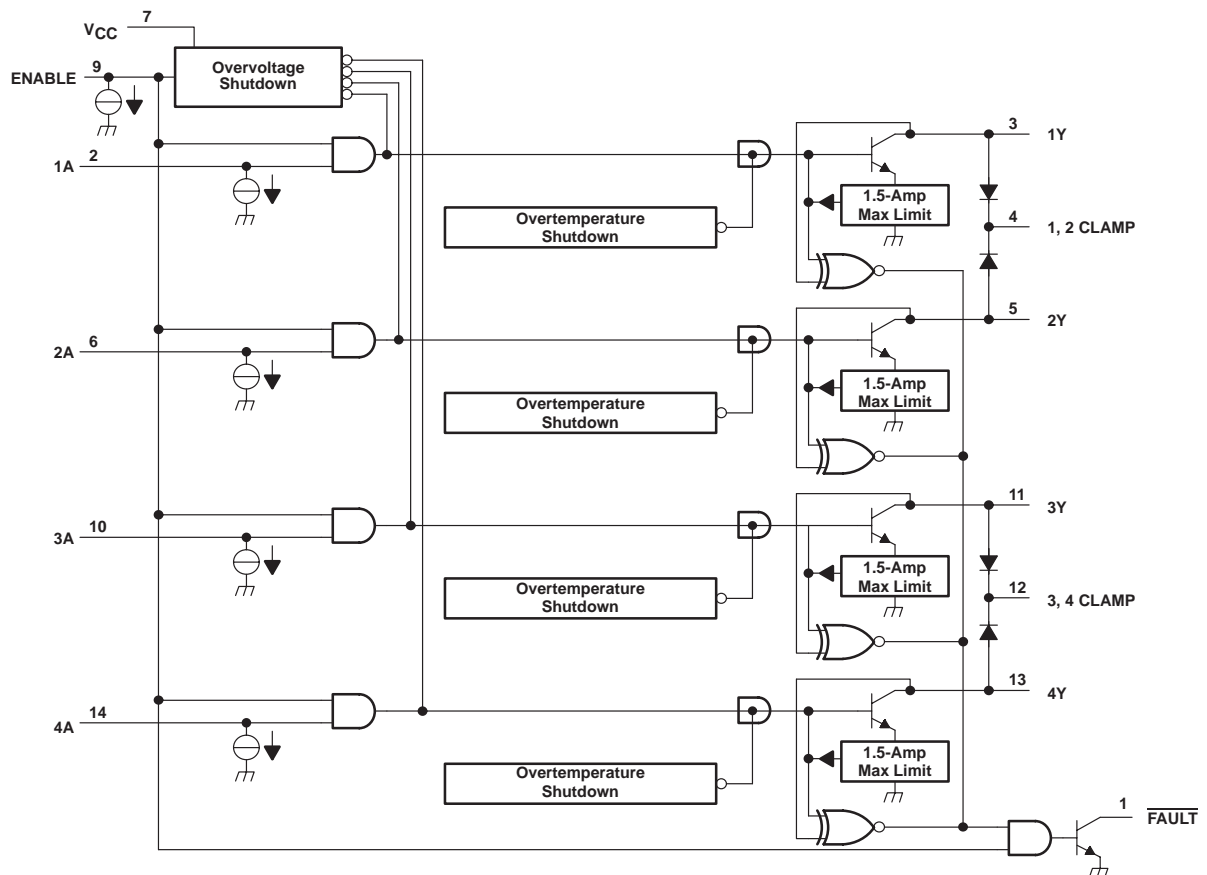 7
VCC
9
ENABLE
Overvoltage
Shutdown
2
1A
3
1Y
1.5-Amp
Max Limit
Overtemperature
Shutdown
4
1, 2 CLAMP
5
2Y
6
2A
1.5-Amp
Max Limit
Overtemperature
Shutdown
11
3Y
10
3A
1.5-Amp
Max Limit
Overtemperature
Shutdown
12
3, 4 CLAMP
13
4Y
14
4A
1.5-Amp
Max Limit
Overtemperature
Shutdown
1
FAULT